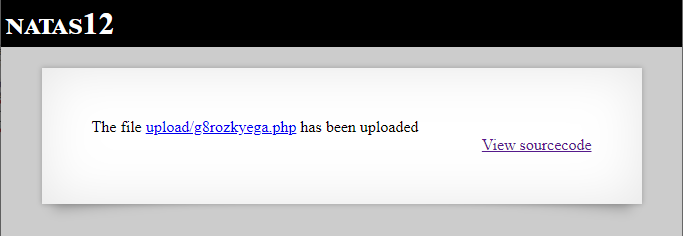 NATAS12
The file upload/g8rozkyega.php has been uploaded
View sourcecode